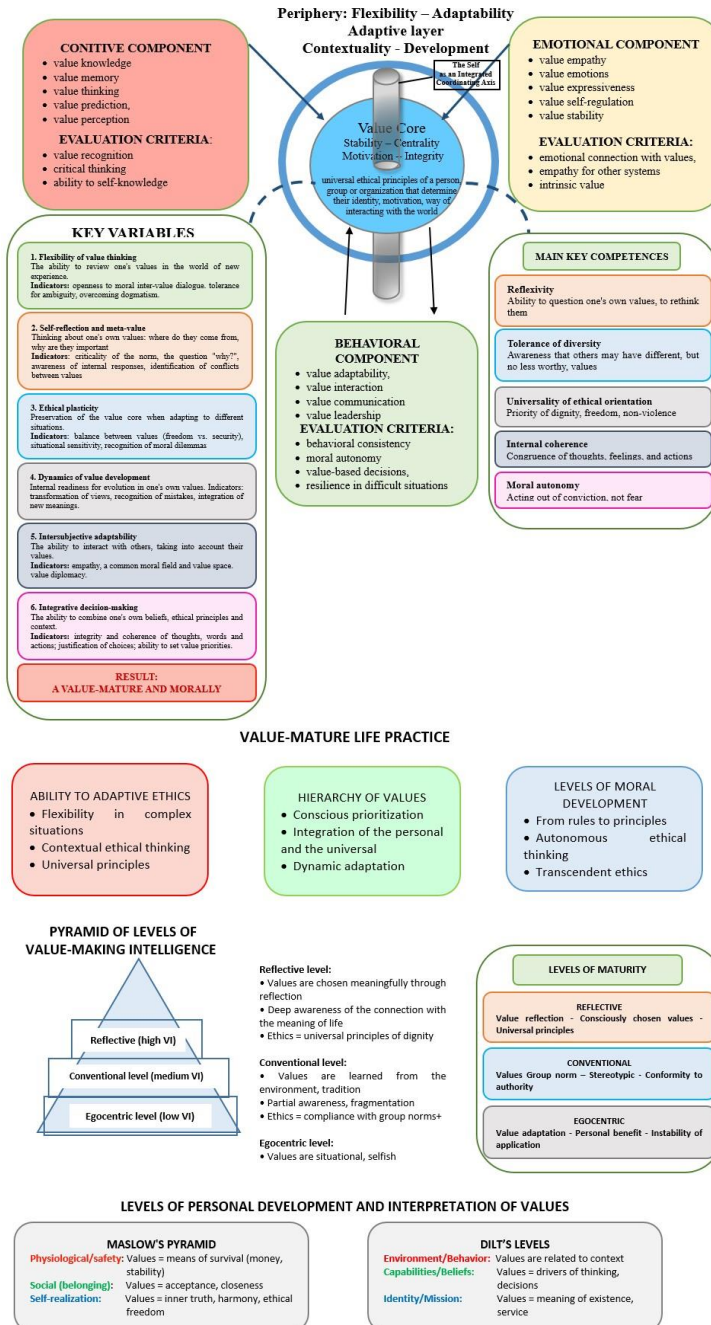 Periphery: Flexibility – Adaptability
Adaptive layer
Contextuality - Development
CONITIVE COMPONENT
• value knowledge
• value memory
• value thinking
• value prediction,
• value perception
EVALUATION CRITERIA:
• value recognition
• critical thinking
• ability to self-knowledge
The Self
as an Integrated
Coordinating Axis
Value Core
Stability – Centrality
Motivation – Integrity
universal ethical principles of a person,
group or organization that determine
their identity, motivation, way of
interacting with the world
EMOTIONAL COMPONENT
• value empathy
• value emotions
• value expressiveness
• value self-regulation
• value stability
EVALUATION CRITERIA:
• emotional connection with values,
• empathy for other systems
• intrinsic value
KEY VARIABLES
1. Flexibility of value thinking
The ability to review one's values in the world of new
experience.
Indicators: openness to moral inter-value dialogue. tolerance
for ambiguity, overcoming dogmatism.
2. Self-reflection and meta-value
Thinking about one's own values: where do they come from,
why are they important
Indicators: criticality of the norm, the question "why?",
awareness of internal responses, identification of conflicts
between values
3. Ethical plasticity
Preservation of the value core when adapting to different
situations.
Indicators: balance between values (freedom vs. security),
situational sensitivity, recognition of moral dilemmas
4. Dynamics of value development
Internal readiness for evolution in one's own values. Indicators:
transformation of views, recognition of mistakes, integration of
new meanings.
5. Intersubjective adaptability
The ability to interact with others, taking into account their
values.
Indicators: empathy, a common moral field and value space.
value diplomacy.
6. Integrative decision-making
The ability to combine one's own beliefs, ethical principles and
context.
Indicators: integrity and coherence of thoughts, words and
actions; justification of choices; ability to set value priorities.
RESULT:
A VALUE-MATURE AND MORALLY
BEHAVIORAL
COMPONENT
• value adaptability,
• value interaction
• value communication
• value leadership
EVALUATION CRITERIA:
• behavioral consistency
• moral autonomy
• value-based decisions,
• resilience in difficult situations
MAIN KEY COMPETENCES
Reflexivity
Ability to question one's own values, to rethink
them
Tolerance of diversity
Awareness that others may have different, but
no less worthy, values
Universality of ethical orientation
Priority of dignity, freedom, non-violence
Internal coherence
Congruence of thoughts, feelings, and actions
Moral autonomy
Acting out of conviction, not fear
VALUE-MATURE LIFE PRACTICE
ABILITY TO ADAPTIVE ETHICS
• Flexibility in complex
situations
• Contextual ethical thinking
• Universal principles
HIERARCHY OF VALUES
• Conscious prioritization
• Integration of the personal
and the universal
• Dynamic adaptation
LEVELS OF MORAL
DEVELOPMENT
• From rules to principles
• Autonomous ethical
thinking
• Transcendent ethics
PYRAMID OF LEVELS OF
VALUE-MAKING INTELLIGENCE
Reflective (high VI)
Conventional level (medium VI)
Egocentric level (low VI)
Reflective level:
• Values are chosen meaningfully through
reflection
• Deep awareness of the connection with
the meaning of life
• Ethics = universal principles of dignity
Conventional level:
• Values are learned from the
environment, tradition
• Partial awareness, fragmentation
• Ethics = compliance with group norms+
Egocentric level:
• Values are situational, selfish
LEVELS OF MATURITY
REFLECTIVE
Value reflection - Consciously chosen values -
Universal principles
CONVENTIONAL
Values Group norm – Stereotypic - Conformity to
authority
EGOCENTRIC
Value adaptation - Personal benefit - Instability of
application
LEVELS OF PERSONAL DEVELOPMENT AND INTERPRETATION OF VALUES
MASLOW'S PYRAMID
Physiological/safety: Values = means of survival (money,
stability)
Social (belonging): Values = acceptance, closeness
Self-realization: Values = inner truth, harmony, ethical
freedom
DILT'S LEVELS
Environment/Behavior: Values are related to context
Capabilities/Beliefs: Values = drivers of thinking,
decisions
Identity/Mission: Values = meaning of existence,
service